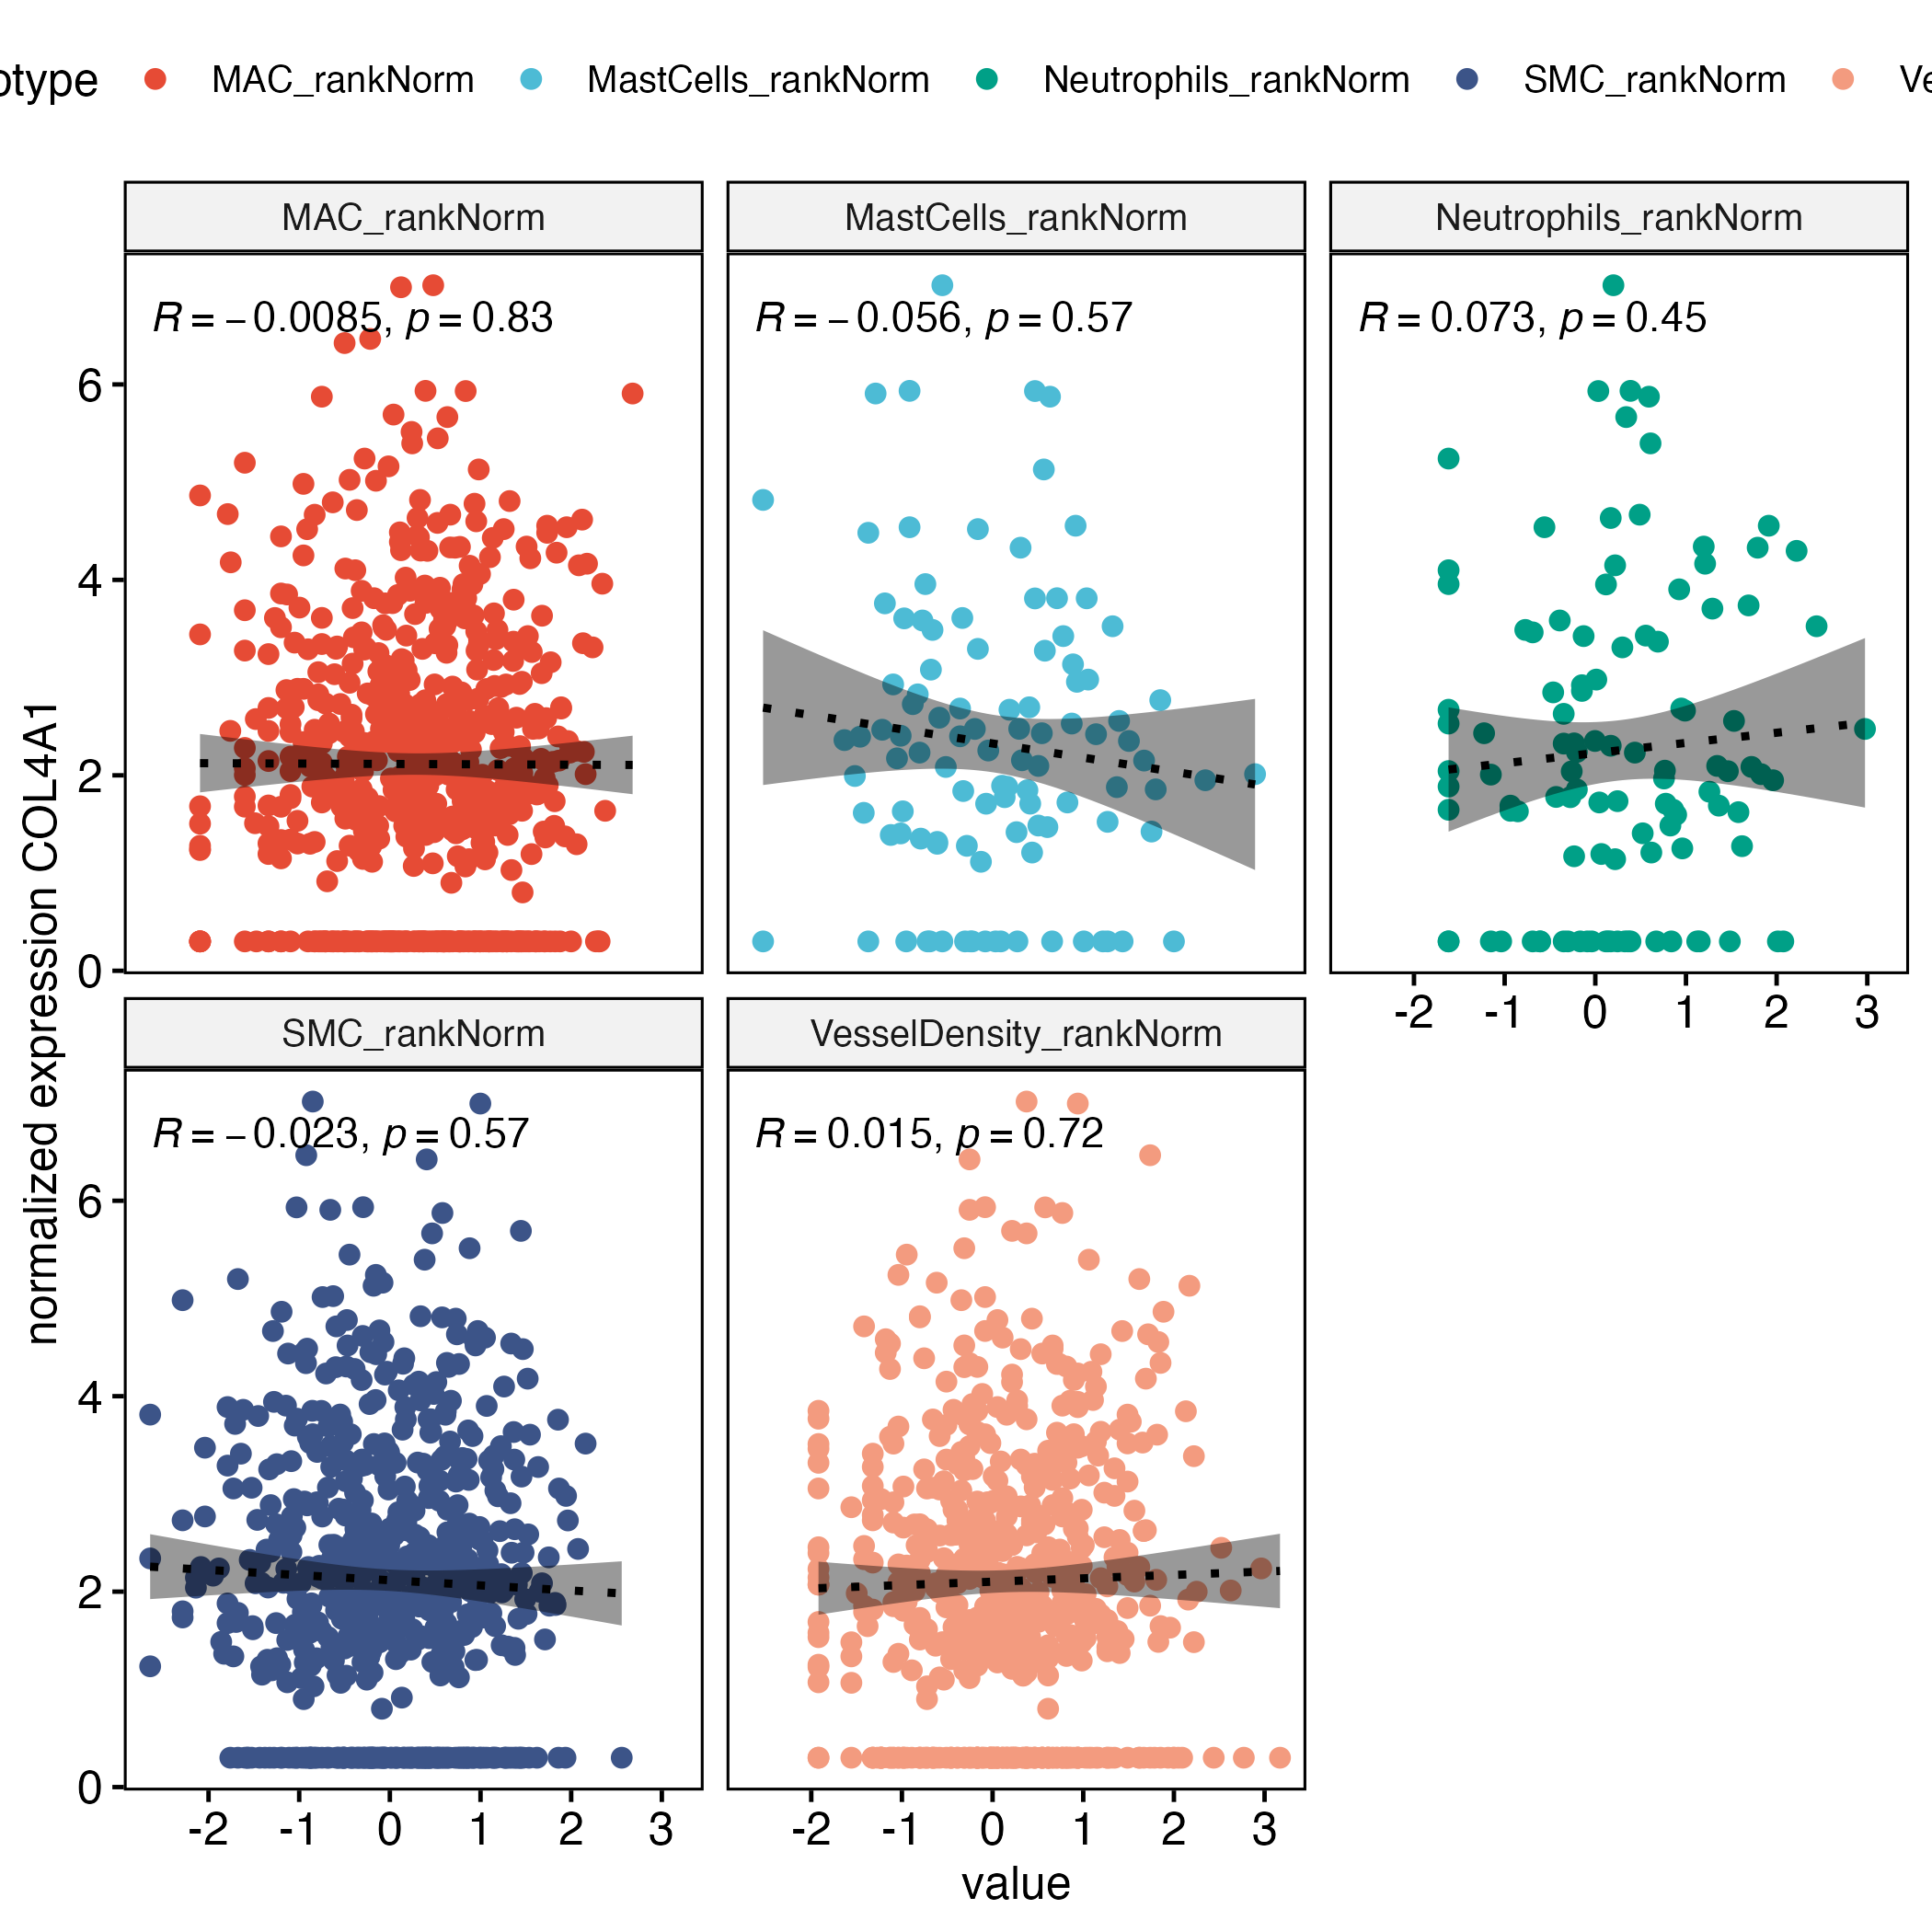 otype MAC_rankNorm MastCells_rankNorm Neutrophils_rankNorm SMC_rankNorm Ve
MAC_rankNorm MastCells_rankNorm Neutrophils_rankNorm
R = −0.0085, p = 0.83 R = −0.056, p = 0.57 R = 0.073, p = 0.45
6
4
2
0
-2 -1 0 1 2 3
normalized expression COL4A1
SMC_rankNorm VesselDensity_rankNorm
R = −0.023, p = 0.57 R = 0.015, p = 0.72
6
4
2
0
-2 -1 0 1 2 3 -2 -1 0 1 2 3
value